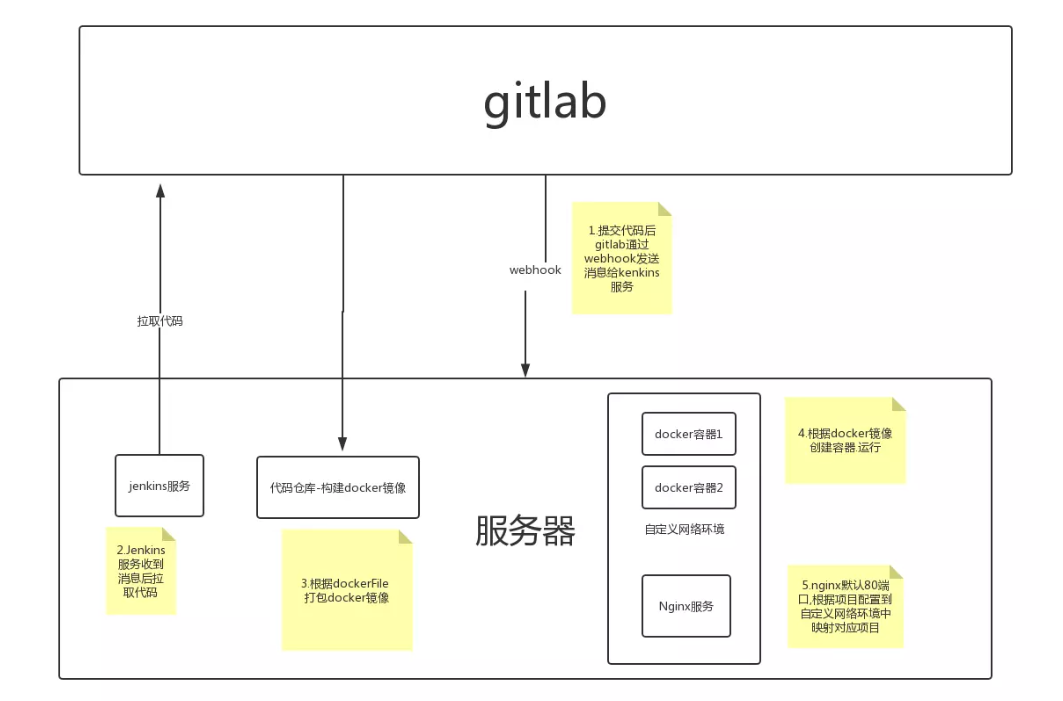 gitlab
1.提交代码后
gitlab通过
webhook发送
消息给kenkins
服务
webhook
拉取代码
docker容器1
4.根据docker镜像
创建容器.运行
jenkins服务
代码仓库-构建docker镜像
docker容器2
服务器
自定义网络环境
2.Jenkins
服务收到
消息后拉
取代码
3.根据dockerFile
打包docker镜像
Nginx服务
5.nginx默认80端
口,根据项目配置到
自定义网络环境中
映射对应项目